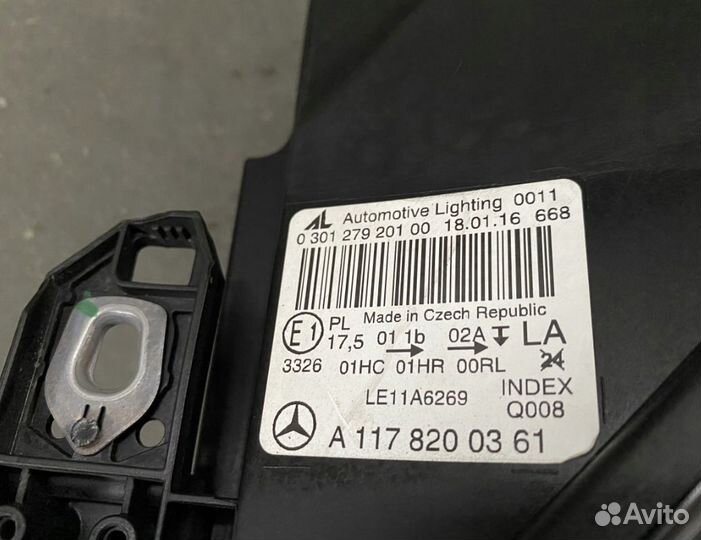 AL Automotive Lighting 0011
0 301 279 201 00 18.01.16 668
Made in Czech Republic
E1 PL 17,5 01 1b 02A LA
3326 01HC 01HR 00RL 24
LE11A6269 INDEX
Q008
A 117 820 03 61
Avito